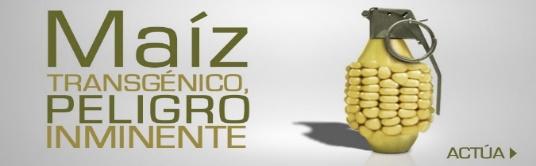 Maíz
TRANSGÉNICO,
PELIGRO
INMINENTE
ACTÚA